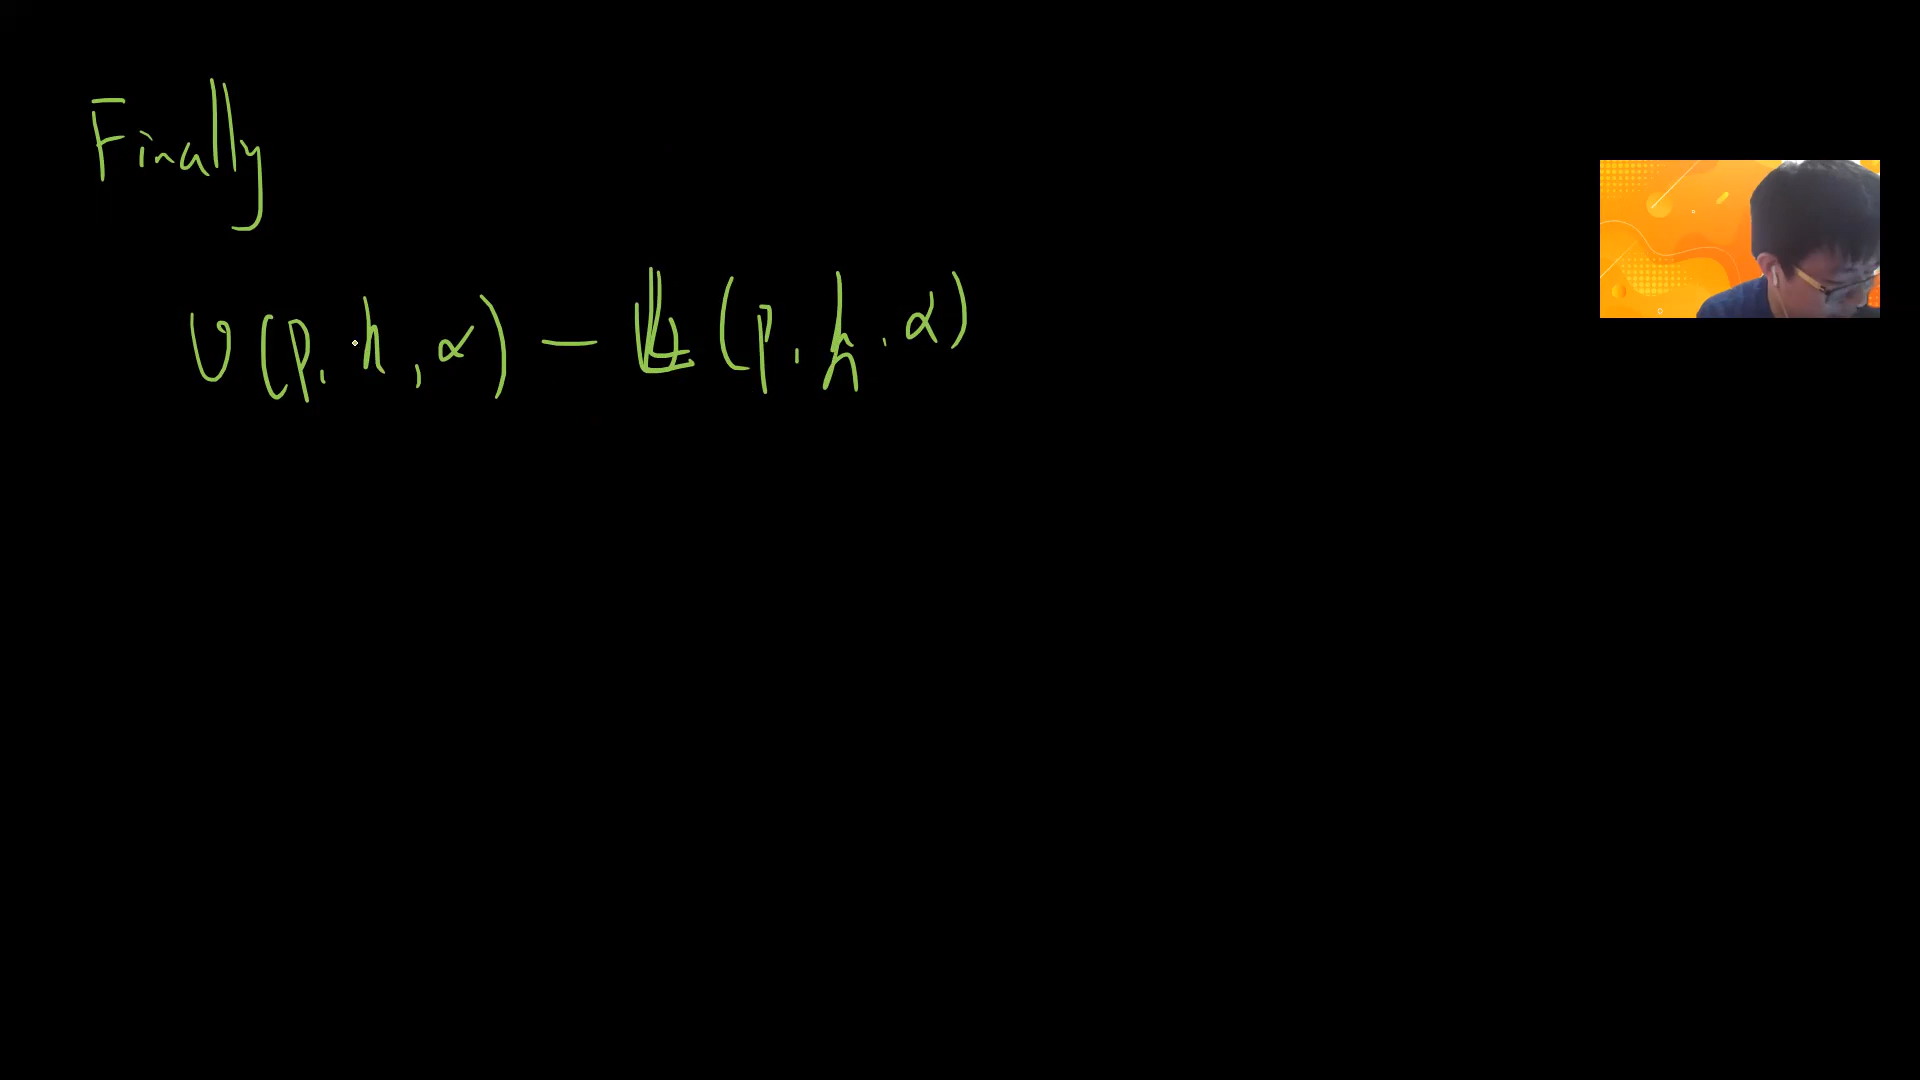 Finally
U(p, h, α) — L(p, h, α)